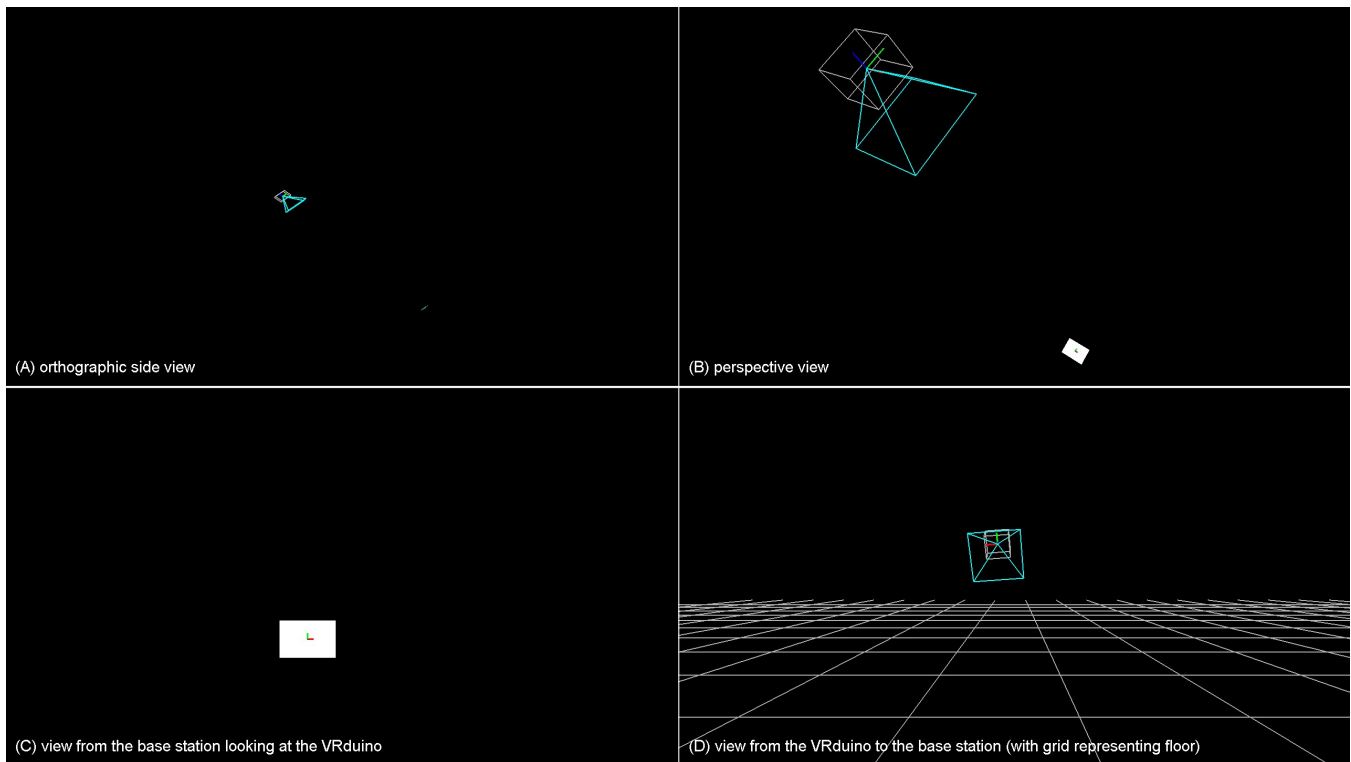 (A) orthographic side view
(B) perspective view
(C) view from the base station looking at the VRduino
(D) view from the VRduino to the base station (with grid representing floor)